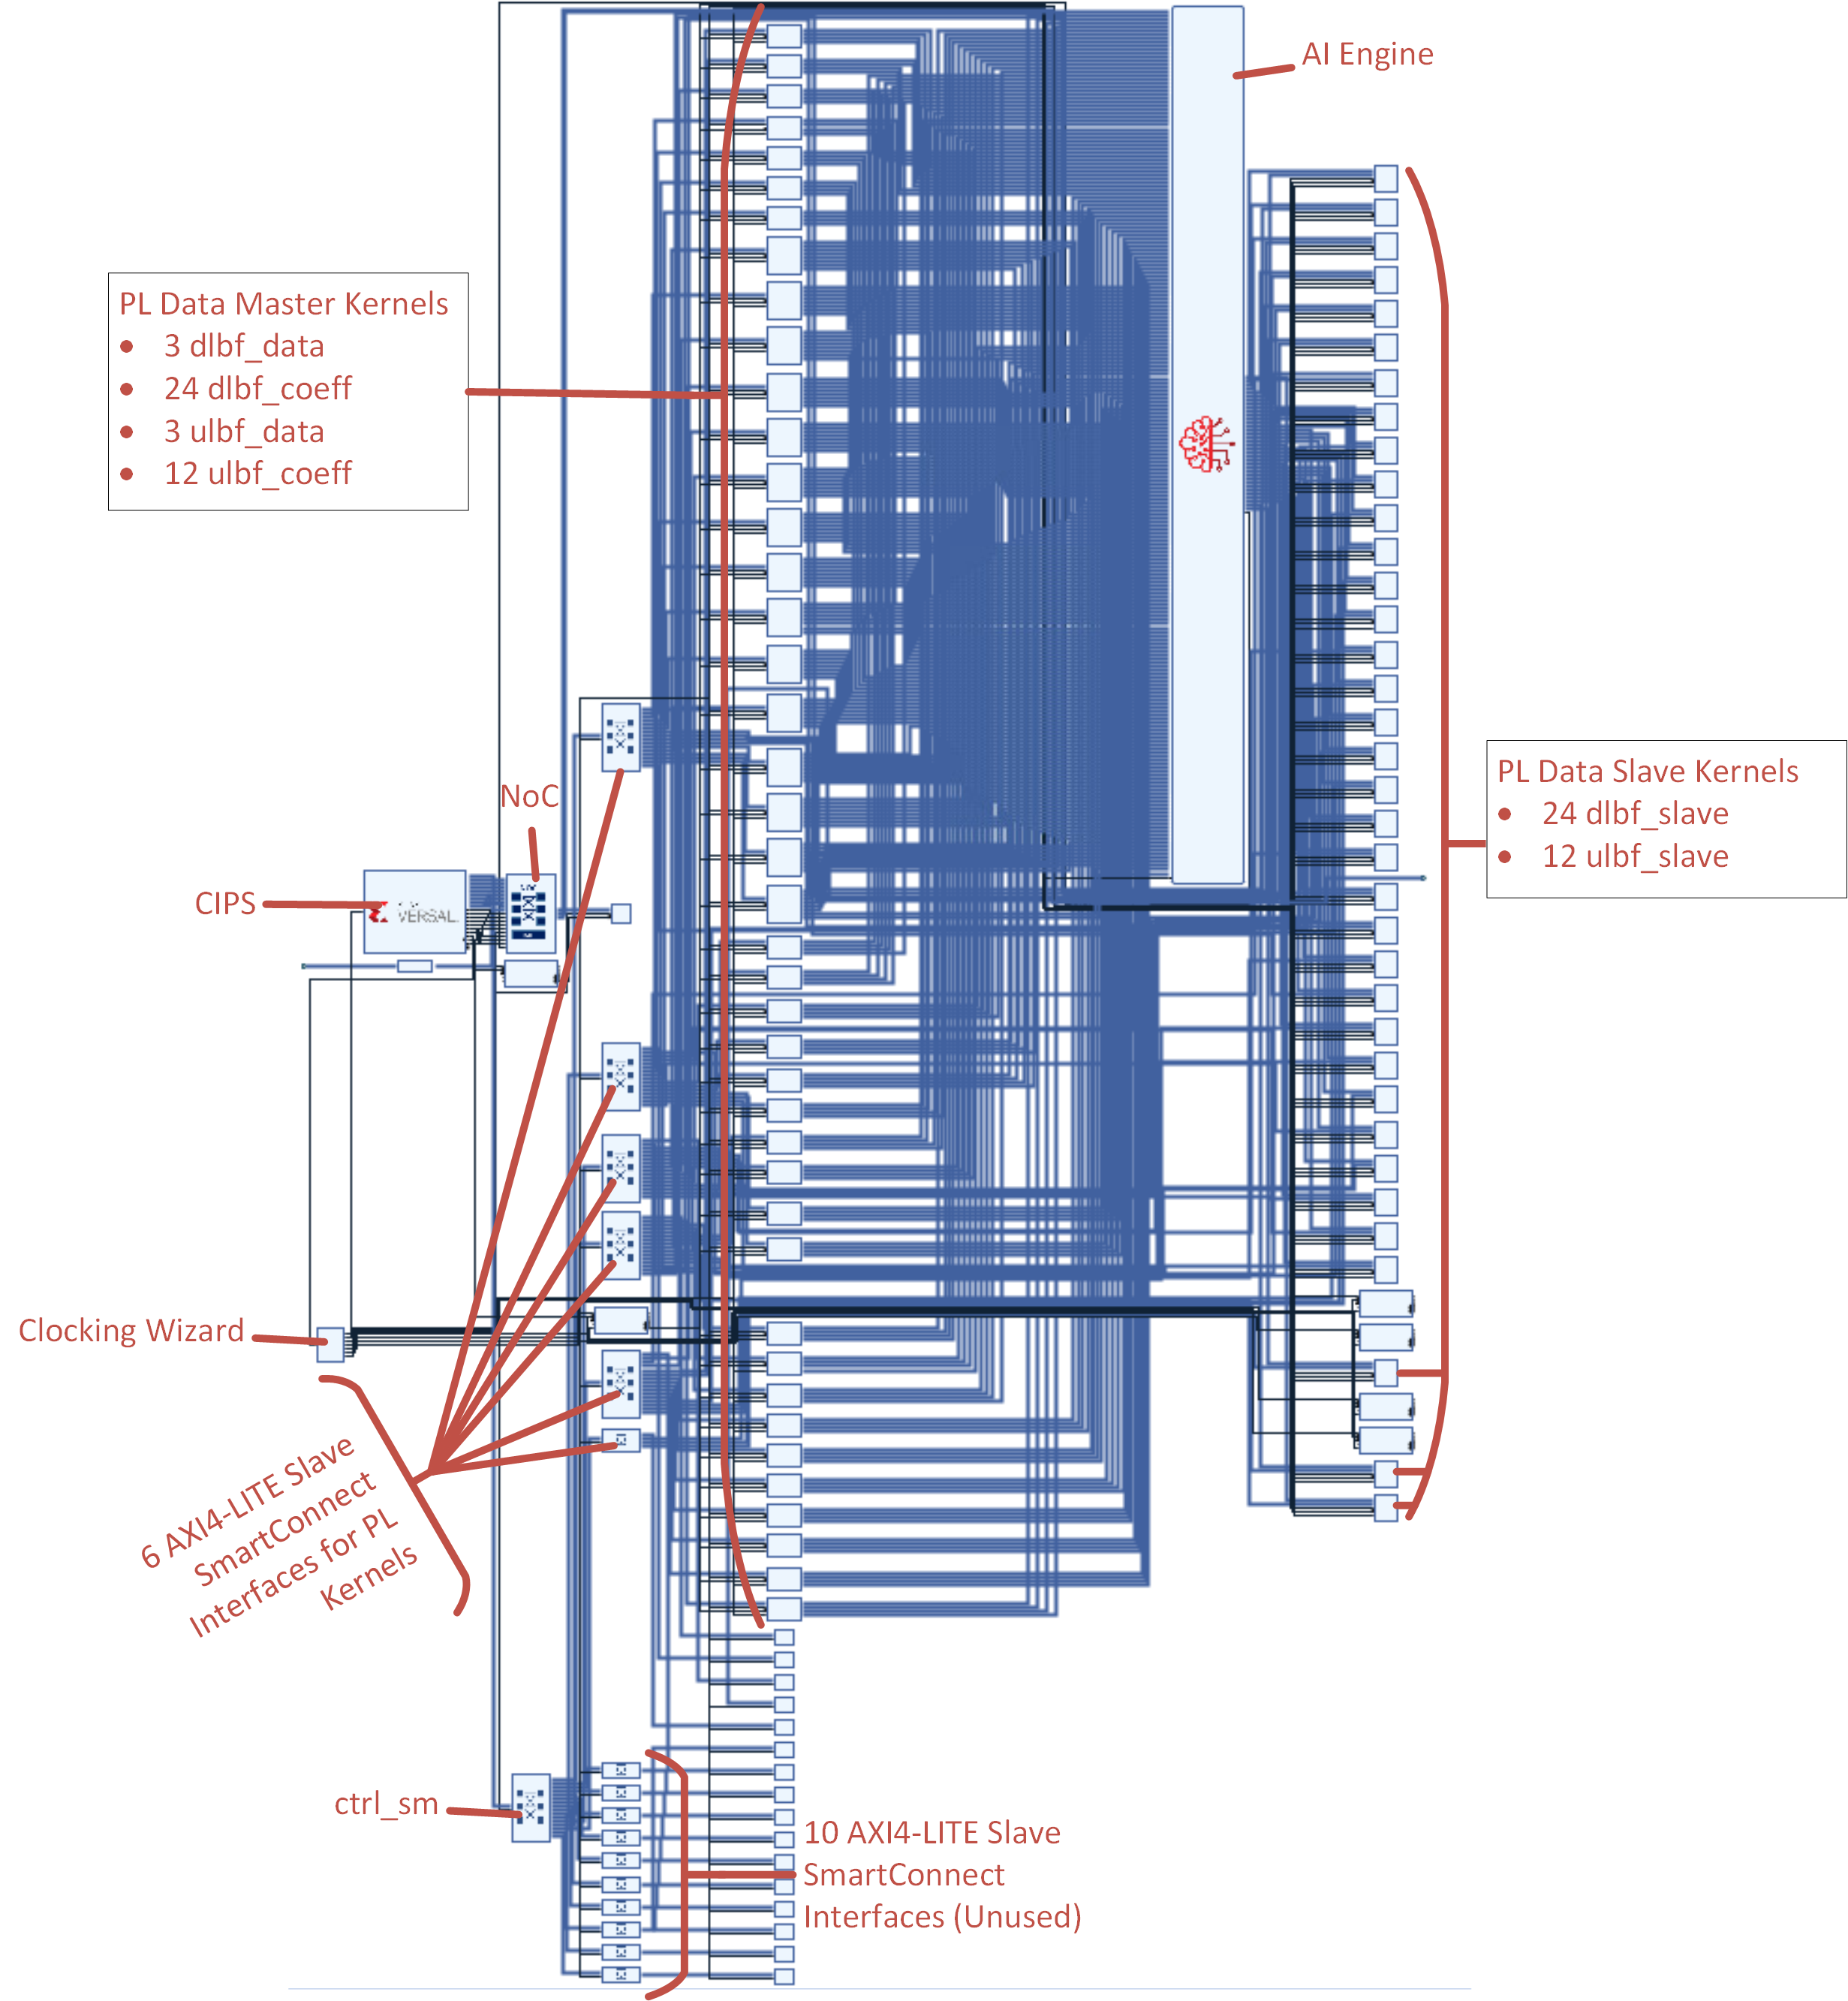 AI Engine
PL Data Master Kernels
• 3 dlbf_data
• 24 dlbf_coeff
• 3 ulbf_data
• 12 ulbf_coeff
PL Data Slave Kernels
• 24 dlbf_slave
• 12 ulbf_slave
NoC
CIPS
VERSAL
Clocking Wizard
6 AXI4-LITE Slave
SmartConnect
Interfaces for PL
Kernels
ctrl_sm
10 AXI4-LITE Slave
SmartConnect
Interfaces (Unused)